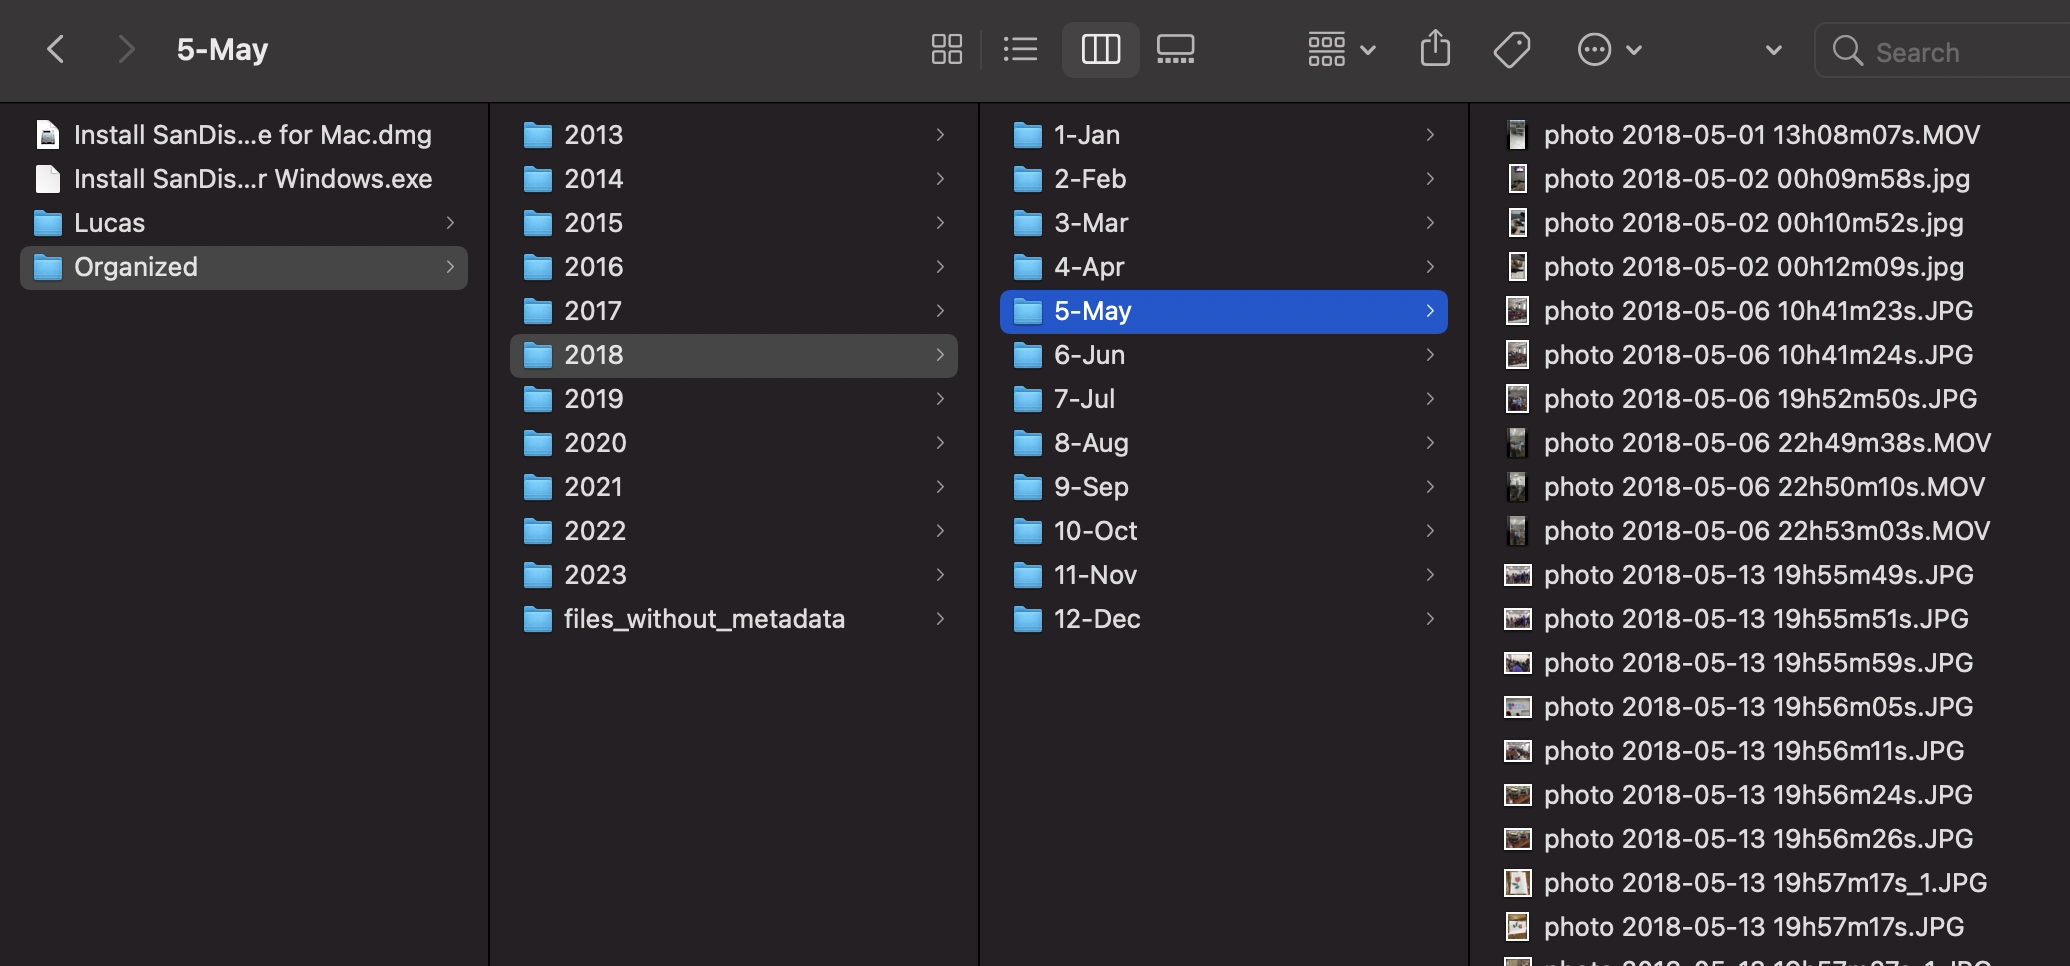 5-May
Search
Install SanDis...e for Mac.dmg
Install SanDis...r Windows.exe
Lucas
Organized
2013
2014
2015
2016
2017
2018
2019
2020
2021
2022
2023
files_without_metadata
1-Jan
2-Feb
3-Mar
4-Apr
5-May
6-Jun
7-Jul
8-Aug
9-Sep
10-Oct
11-Nov
12-Dec
photo 2018-05-01 13h08m07s.MOV
photo 2018-05-02 00h09m58s.jpg
photo 2018-05-02 00h10m52s.jpg
photo 2018-05-02 00h12m09s.jpg
photo 2018-05-06 10h41m23s.JPG
photo 2018-05-06 10h41m24s.JPG
photo 2018-05-06 19h52m50s.JPG
photo 2018-05-06 22h49m38s.MOV
photo 2018-05-06 22h50m10s.MOV
photo 2018-05-06 22h53m03s.MOV
photo 2018-05-13 19h55m49s.JPG
photo 2018-05-13 19h55m51s.JPG
photo 2018-05-13 19h55m59s.JPG
photo 2018-05-13 19h56m05s.JPG
photo 2018-05-13 19h56m11s.JPG
photo 2018-05-13 19h56m24s.JPG
photo 2018-05-13 19h56m26s.JPG
photo 2018-05-13 19h57m17s_1.JPG
photo 2018-05-13 19h57m17s.JPG